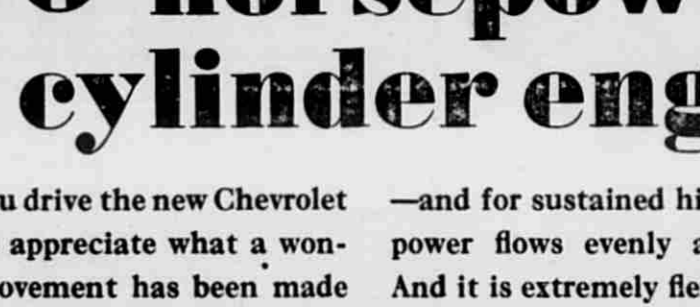 horsepow
cylinder eng
u drive the new Chevrolet
appreciate what a won-
ovement has been made
—and for sustained hi
power flows evenly a
And it is extremely fle